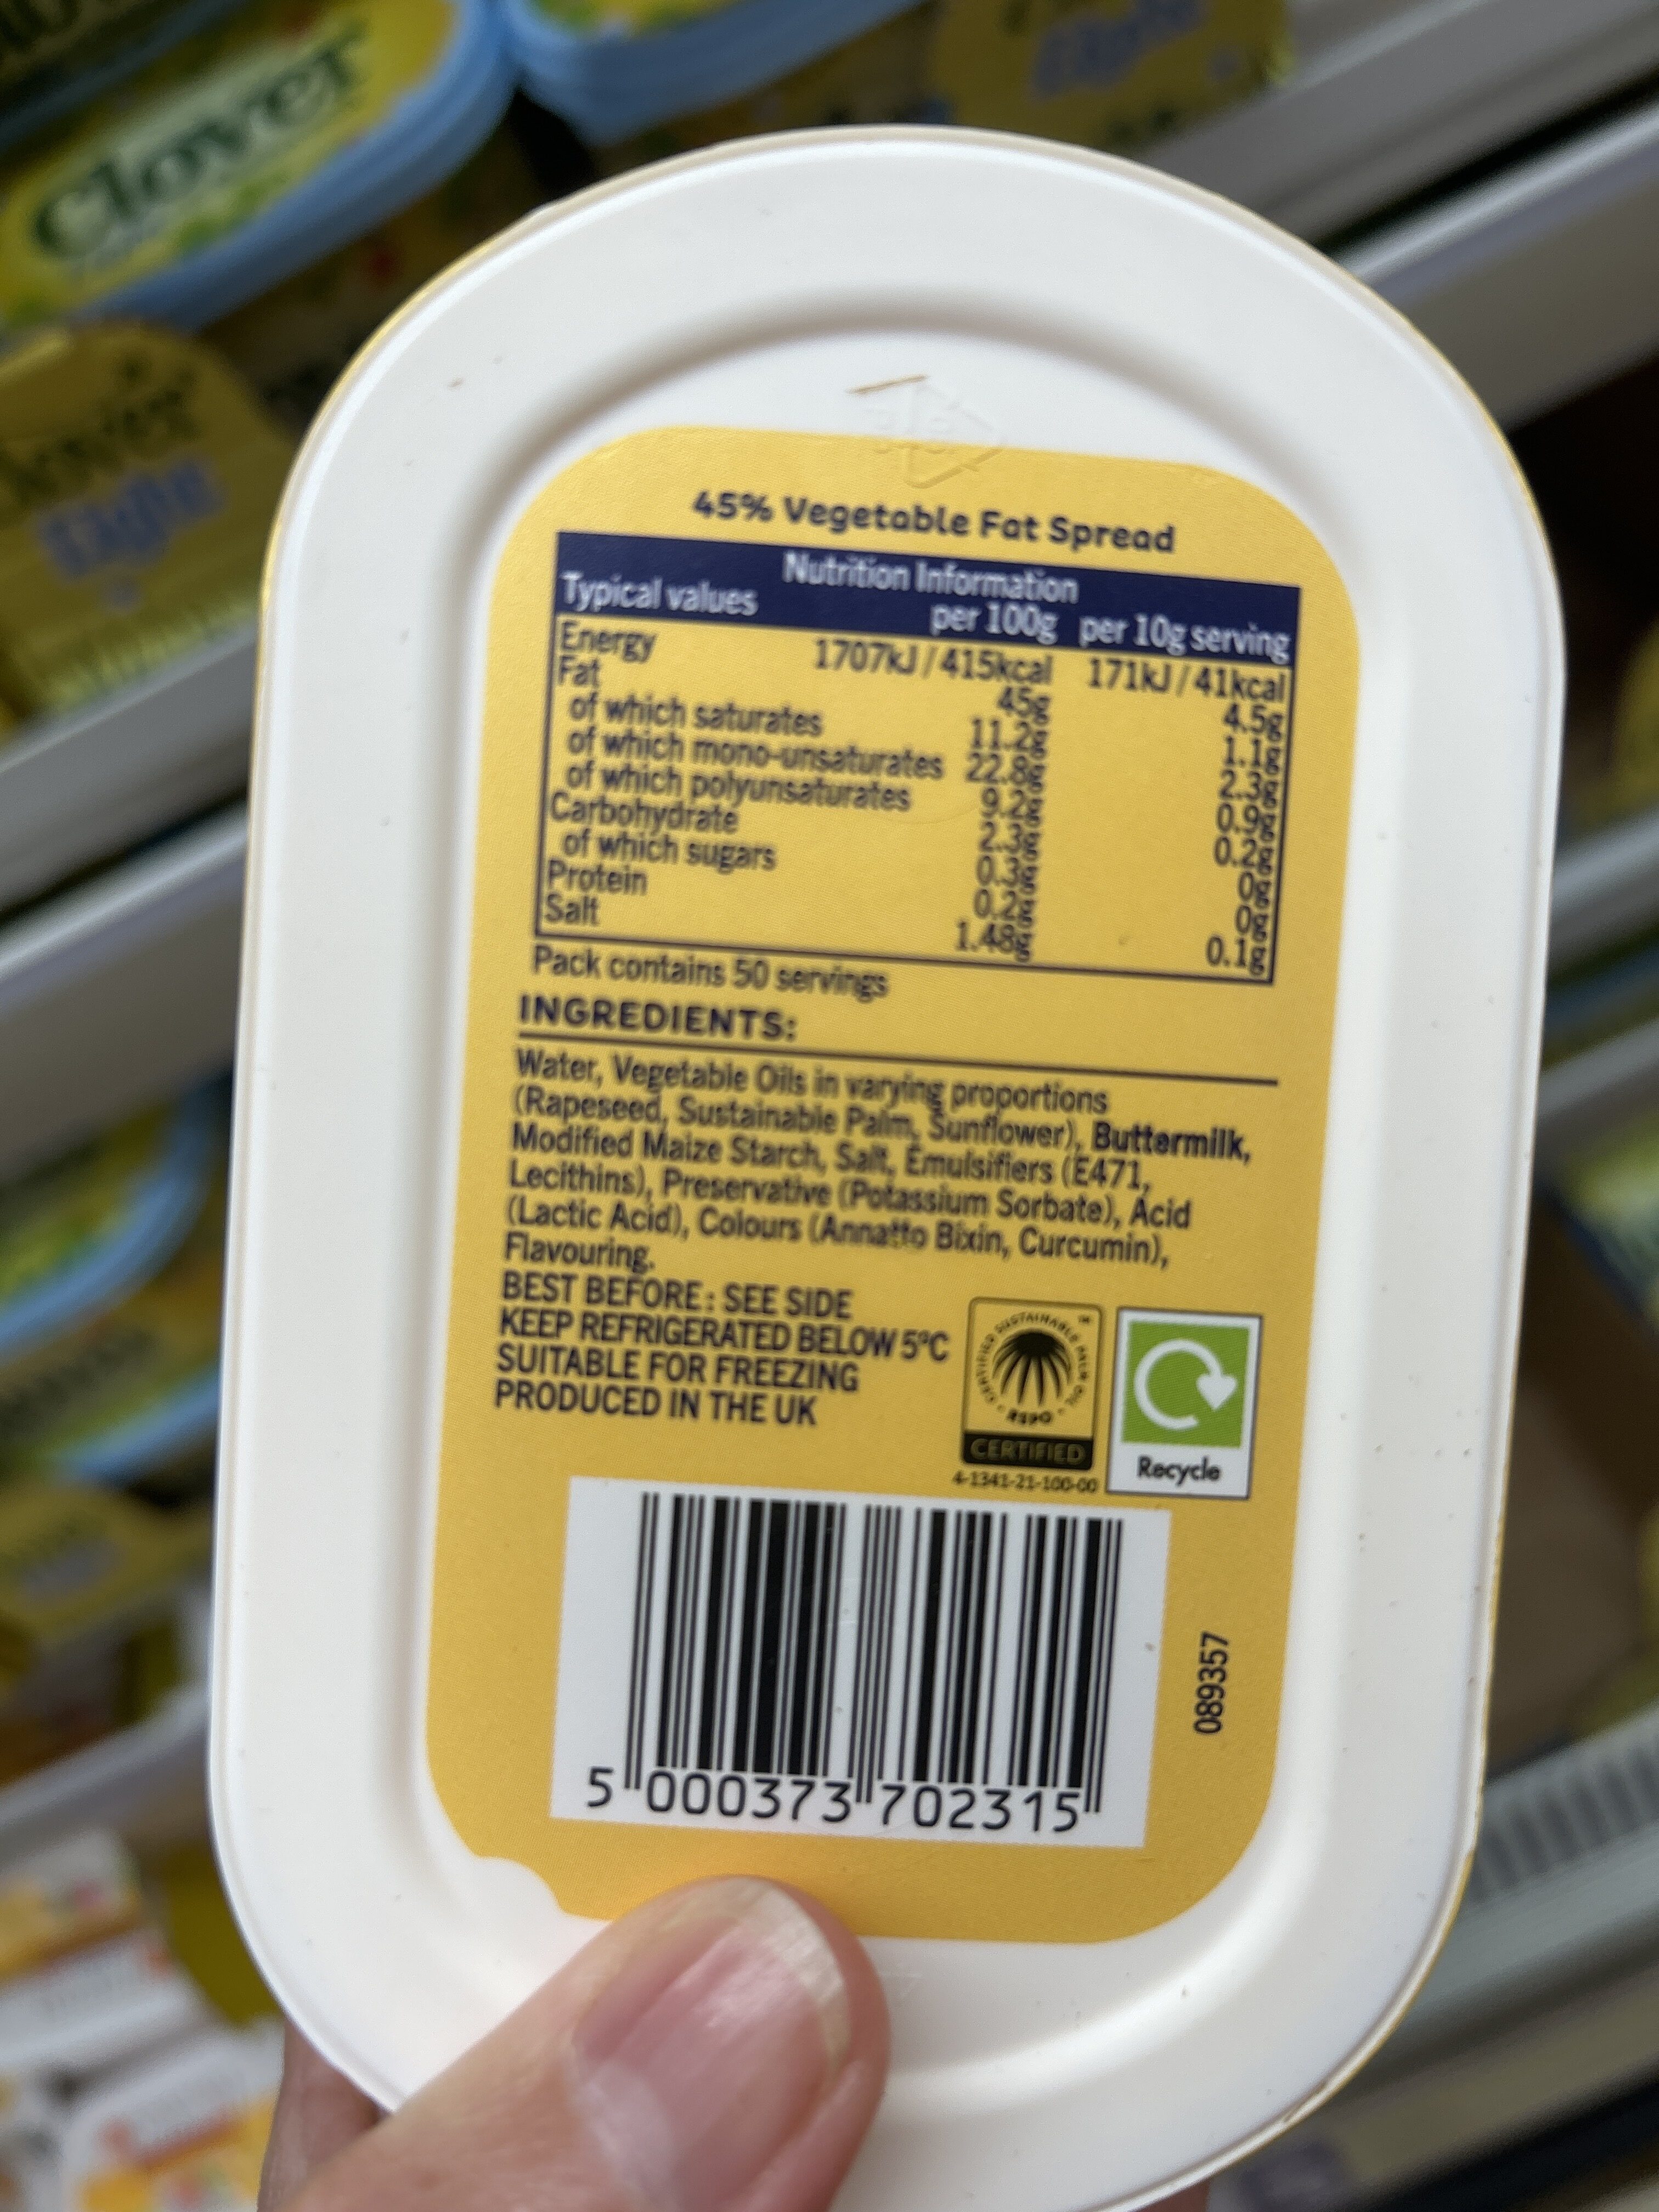 Clover
45% Vegetable Fat Spread
Nutrition Information
Typical values per 100g per 10g serving
Energy 1707kJ / 415kcal 171kJ / 41kcal
Fat 45g 4.5g
of which saturates 11.2g 1.1g
of which mono-unsaturates 22.8g 2.3g
of which polyunsaturates 9.2g 0.9g
Carbohydrate 2.3g 0.2g
of which sugars 0.3g 0g
Protein 0.2g 0g
Salt 1.48g 0.1g
Pack contains 50 servings
INGREDIENTS:
Water, Vegetable Oils in varying proportions
(Rapeseed, Sustainable Palm, Sunflower), Buttermilk,
Modified Maize Starch, Salt, Emulsifiers (E471,
Lecithins), Preservative (Potassium Sorbate), Acid
(Lactic Acid), Colours (Annatto Bixin, Curcumin),
Flavouring.
BEST BEFORE: SEE SIDE
KEEP REFRIGERATED BELOW 5°C
SUITABLE FOR FREEZING
PRODUCED IN THE UK
CERTIFIED SUSTAINABLE PALM OIL
RSPO
CERTIFIED
4-1341-21-100-00
Recycle
089357
5 000373 702315